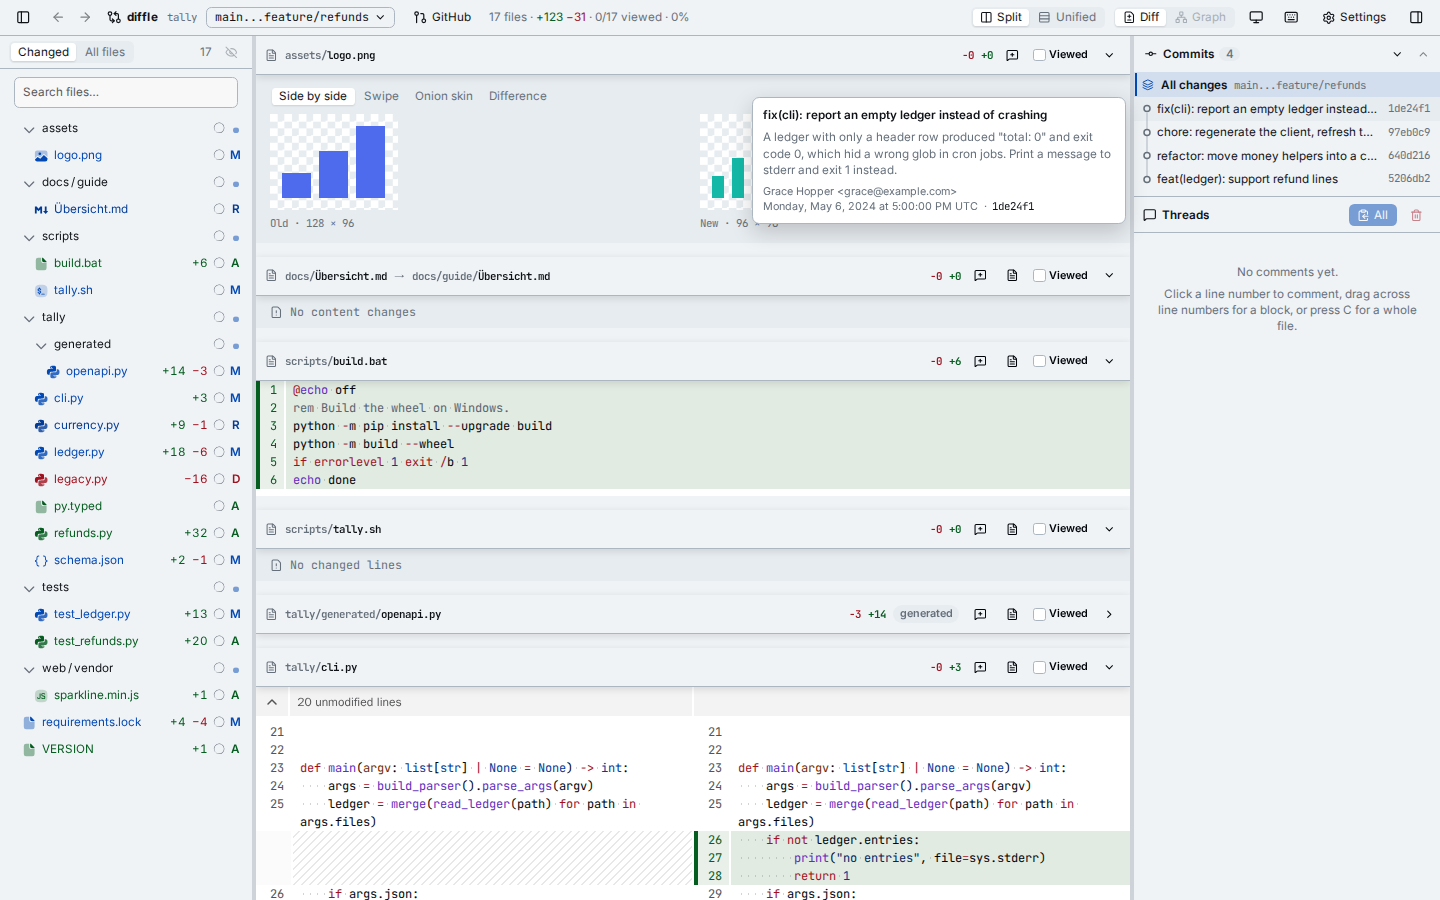 diffle tally main...feature/refunds GitHub 17 files · +123 −31 · 0/17 viewed · 0% Split Unified Diff Graph Settings
Changed All files 17
Search files...
assets
logo.png M
docs/guide
Übersicht.md R
scripts
build.bat +6 A
tally.sh M
tally
generated
openapi.py +14 −3 M
cli.py +3 M
currency.py +9 −1 R
ledger.py +18 −6 M
legacy.py −16 D
py.typed A
refunds.py +32 A
schema.json +2 −1 M
tests
test_ledger.py +13 M
test_refunds.py +20 A
web/vendor
sparkline.min.js +1 A
requirements.lock +4 −4 M
VERSION +1 A
assets/logo.png -0 +0 Viewed
Side by side Swipe Onion skin Difference
Old · 128 × 96
New · 96 ×
docs/Übersicht.md → docs/guide/Übersicht.md -0 +0 Viewed
No content changes
scripts/build.bat -0 +6 Viewed
1 @echo off
2 rem Build the wheel on Windows.
3 python -m pip install --upgrade build
4 python -m build --wheel
5 if errorlevel 1 exit /b 1
6 echo done
scripts/tally.sh -0 +0 Viewed
No changed lines
tally/generated/openapi.py -3 +14 generated Viewed
tally/cli.py -0 +3 Viewed
20 unmodified lines
21
22
23 def main(argv: list[str] | None = None) -> int:
24 args = build_parser().parse_args(argv)
25 ledger = merge(read_ledger(path) for path in
args.files)
26 if args.json:
21
22
23 def main(argv: list[str] | None = None) -> int:
24 args = build_parser().parse_args(argv)
25 ledger = merge(read_ledger(path) for path in
args.files)
26 if not ledger.entries:
27 print("no entries", file=sys.stderr)
28 return 1
29 if args.json:
fix(cli): report an empty ledger instead of crashing
A ledger with only a header row produced "total: 0" and exit
code 0, which hid a wrong glob in cron jobs. Print a message to
stderr and exit 1 instead.
Grace Hopper <grace@example.com>
Monday, May 6, 2024 at 5:00:00 PM UTC · 1de24f1
Commits 4
All changes main...feature/refunds
fix(cli): report an empty ledger instead... 1de24f1
chore: regenerate the client, refresh t... 97eb0c9
refactor: move money helpers into a c... 640d216
feat(ledger): support refund lines 5206db2
Threads All
No comments yet.
Click a line number to comment, drag across
line numbers for a block, or press C for a whole
file.